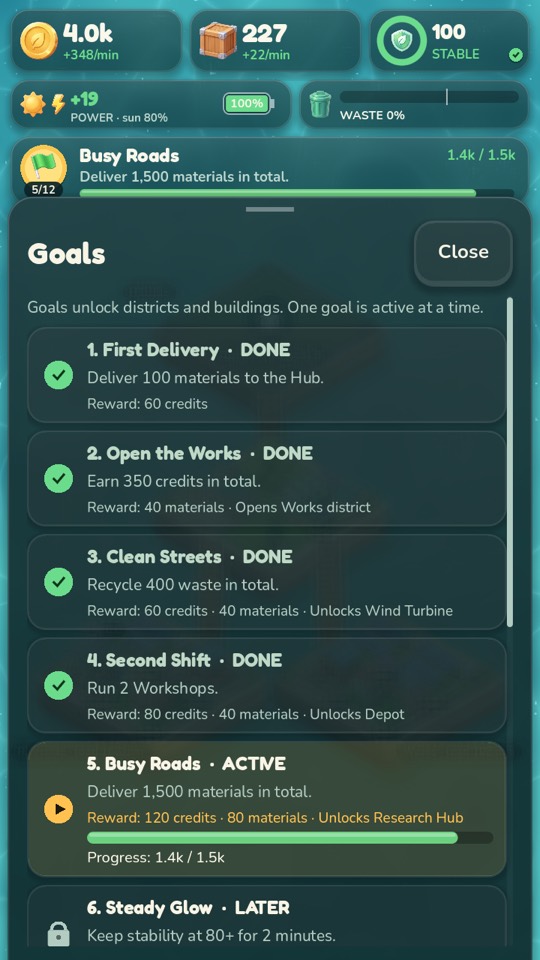 4.0k
+348/min
227
+22/min
100
STABLE
+19
POWER · sun 80%
100%
WASTE 0%
Busy Roads
1.4k / 1.5k
Deliver 1,500 materials in total.
5/12
Goals
Close
Goals unlock districts and buildings. One goal is active at a time.
1. First Delivery · DONE
Deliver 100 materials to the Hub.
Reward: 60 credits
2. Open the Works · DONE
Earn 350 credits in total.
Reward: 40 materials · Opens Works district
3. Clean Streets · DONE
Recycle 400 waste in total.
Reward: 60 credits · 40 materials · Unlocks Wind Turbine
4. Second Shift · DONE
Run 2 Workshops.
Reward: 80 credits · 40 materials · Unlocks Depot
5. Busy Roads · ACTIVE
Deliver 1,500 materials in total.
Reward: 120 credits · 80 materials · Unlocks Research Hub
Progress: 1.4k / 1.5k
6. Steady Glow · LATER
Keep stability at 80+ for 2 minutes.